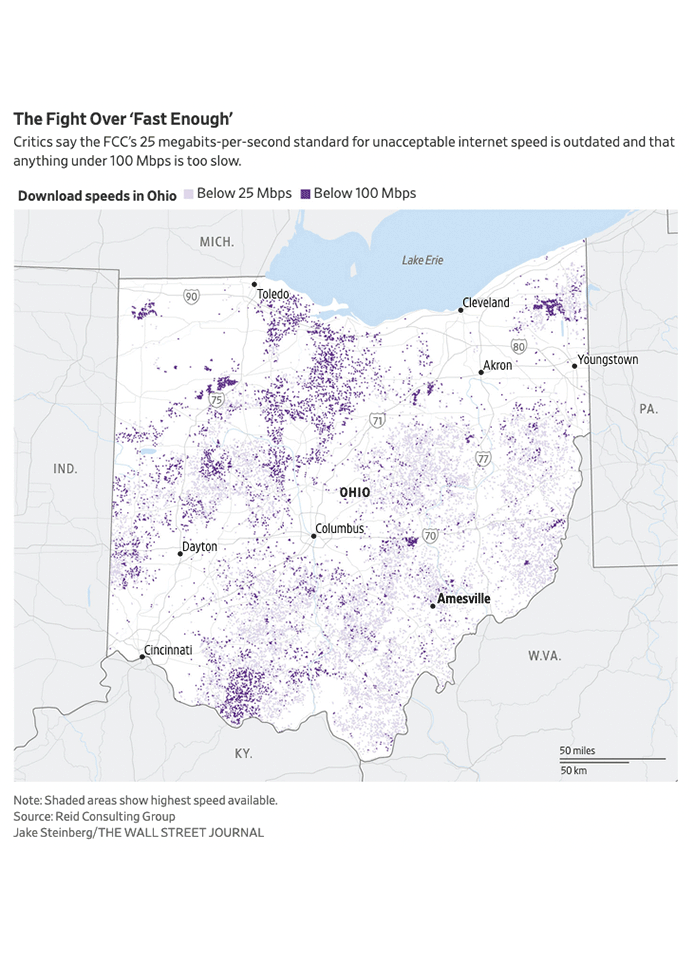 The Fight Over ‘Fast Enough’
Critics say the FCC’s 25 megabits-per-second standard for unacceptable internet speed is outdated and that
anything under 100 Mbps is too slow.
Download speeds in Ohio Below 25 Mbps Below 100 Mbps
MICH.
Lake Erie
90
Toledo
Cleveland
80
Youngstown
Akron
75
PA.
71
77
IND.
OHIO
Columbus
70
Dayton
Amesville
Cincinnati
W.VA.
KY.
50 miles
50 km
Note: Shaded areas show highest speed available.
Source: Reid Consulting Group
Jake Steinberg/THE WALL STREET JOURNAL